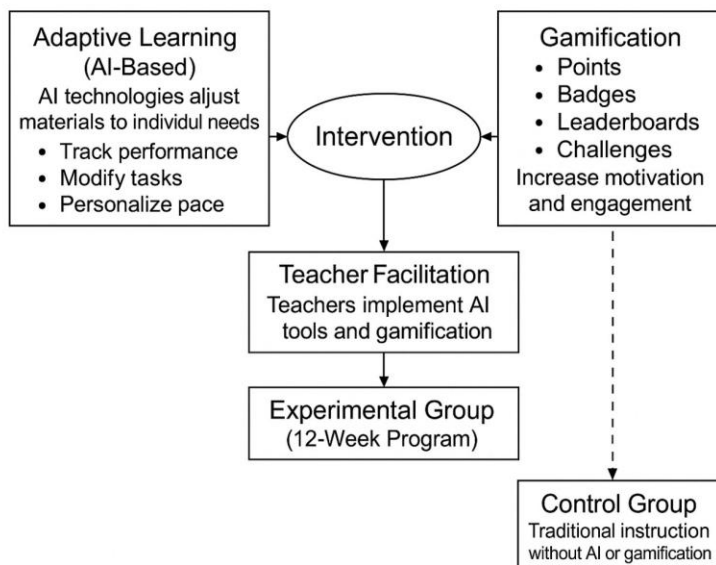 Adaptive Learning
(AI-Based)
AI technologies aljust
materials to individul needs
• Track performance
• Modify tasks
• Personalize pace
Intervention
Gamification
• Points
• Badges
• Leaderboards
• Challenges
Increase motivation
and engagement
Teacher Facilitation
Teachers implement AI
tools and gamification
Experimental Group
(12-Week Program)
Control Group
Traditional instruction
without AI or gamification